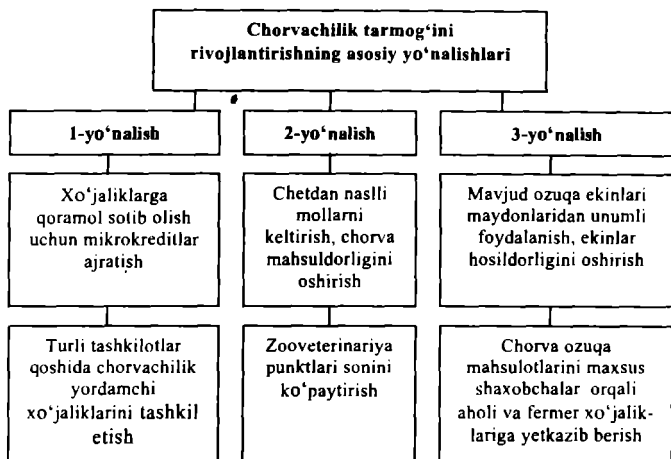 Chorvachilik tarmog‘ini
rivojlantirishning asosiy yo‘nalishlari
1-yo‘nalish
2-yo‘nalish
3-yo‘nalish
Xo‘jaliklarga
qoramol sotib olish
uchun mikrokreditlar
ajratish
Chetdan naslli
mollarni
keltirish, chorva
mahsuldorligini
oshirish
Mavjud ozuqa ekinlari
maydonlaridan unumli
foydalanish, ekinlar
hosildorligini oshirish
Turli tashkilotlar
qoshida chorvachilik
yordamchi
xo‘jaliklarini tashkil
etish
Zooveterinariya
punktlari sonini
ko‘paytirish
Chorva ozuqa
mahsulotlarini maxsus
shaxobchalar orqali
aholi va fermer xo‘jalik-
lariga yetkazib berish